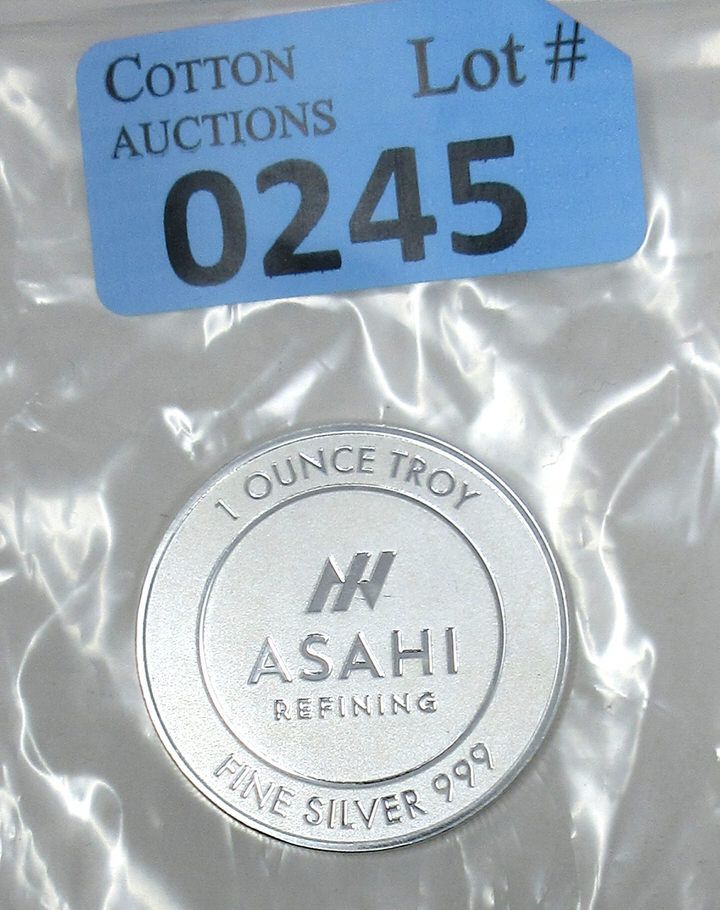 COTTON Lot #
AUCTIONS
0245
1 OUNCE TROY
ASAHI
REFINING
FINE SILVER 999